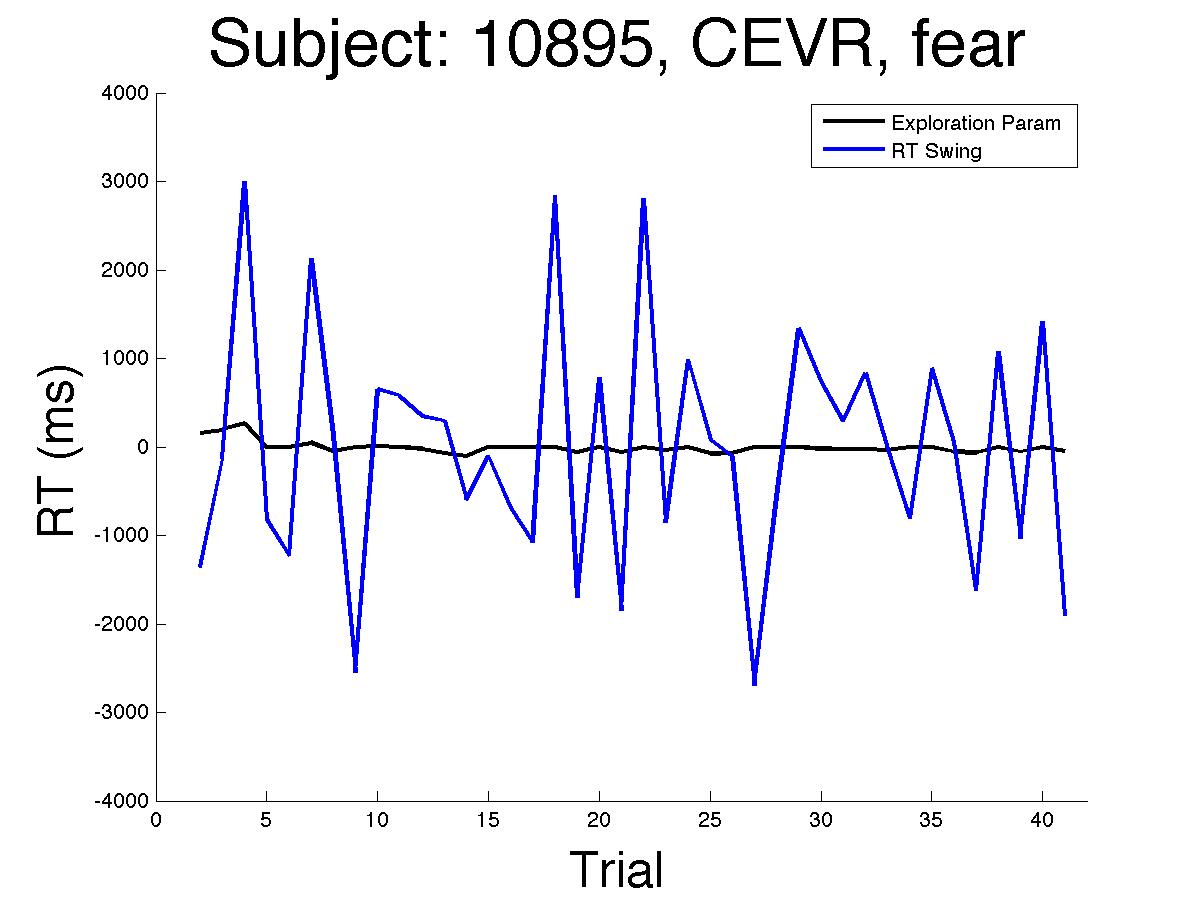 Subject: 10895, CEVR, fear
Exploration Param
RT Swing
4000
3000
2000
1000
0
-1000
-2000
-3000
-4000
RT (ms)
0 5 10 15 20 25 30 35 40
Trial